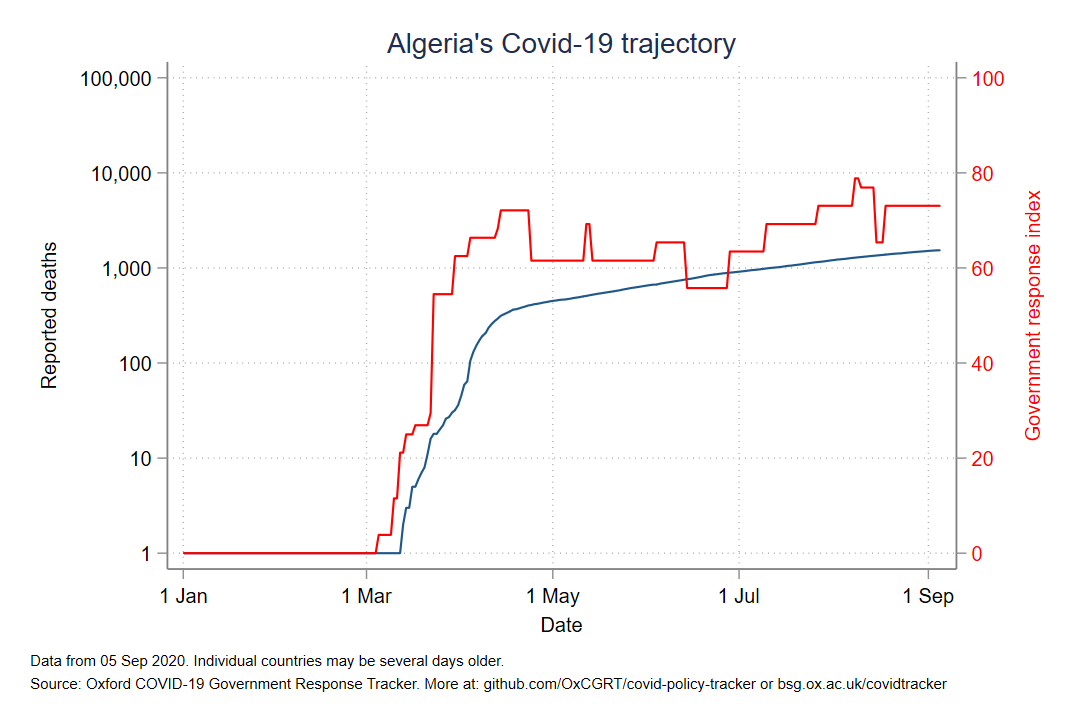 Algeria's Covid-19 trajectory
100,000
10,000
1,000
100
10
1
Reported deaths
100
80
60
40
20
0
Government response index
1 Jan
1 Mar
1 May
1 Jul
1 Sep
Date
Data from 05 Sep 2020. Individual countries may be several days older.
Source: Oxford COVID-19 Government Response Tracker. More at: github.com/OxCGRT/covid-policy-tracker or bsg.ox.ac.uk/covidtracker